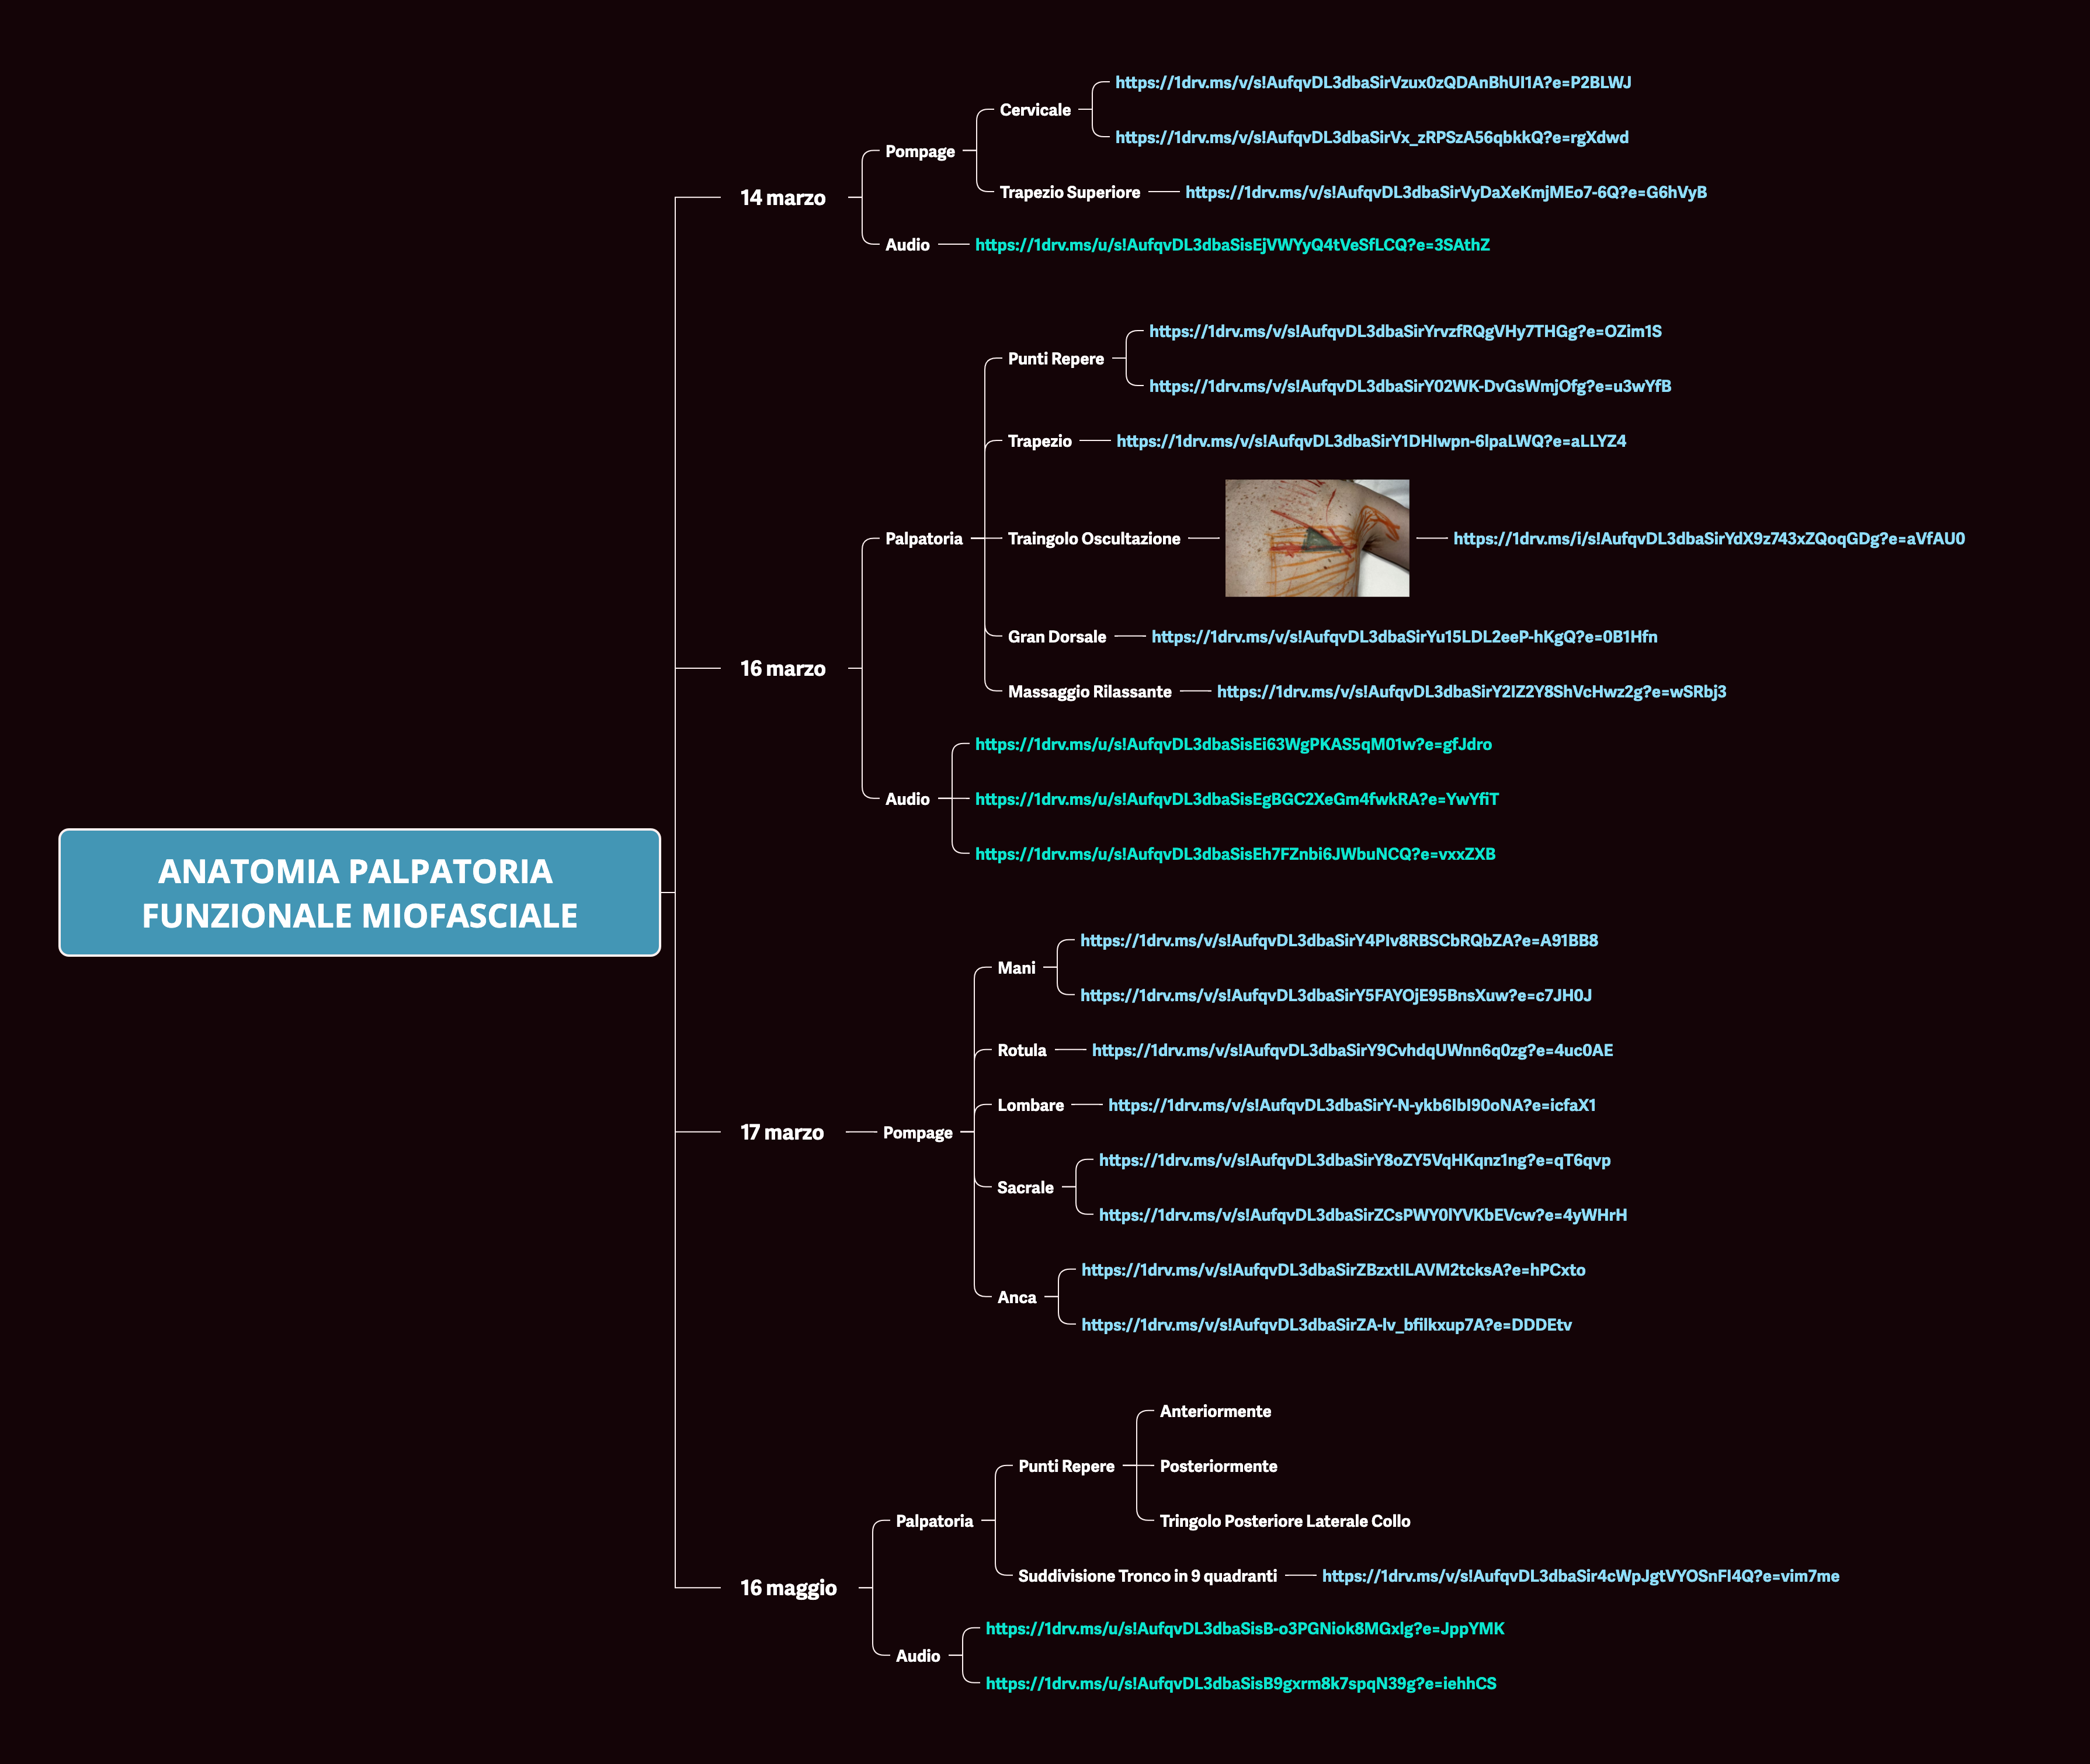 ANATOMIA PALPATORIA
FUNZIONALE MIOFASCIALE
14 marzo
Pompage
Cervicale
https://1drv.ms/v/s!AufqvDL3dbaSirVzux0zQDAnBhUI1A?e=P2BLWJ
https://1drv.ms/v/s!AufqvDL3dbaSirVx_zRPSzA56qbkkQ?e=rgXdwd
Trapezio Superiore
https://1drv.ms/v/s!AufqvDL3dbaSirVyDaXeKmjMEo7-6Q?e=G6hVyB
Audio
https://1drv.ms/u/s!AufqvDL3dbaSisEjVWYyQ4tVeSfLCQ?e=3SAthZ
16 marzo
Palpatoria
Punti Repere
https://1drv.ms/v/s!AufqvDL3dbaSirYrvzfRQgVHy7THGg?e=OZim1S
https://1drv.ms/v/s!AufqvDL3dbaSirY02WK-DvGsWmjOfg?e=u3wYfB
Trapezio
https://1drv.ms/v/s!AufqvDL3dbaSirY1DHIwpn-6lpaLWQ?e=aLLYZ4
Traingolo Oscultazione
https://1drv.ms/i/s!AufqvDL3dbaSirYdX9z743xZQoqGDg?e=aVfAU0
Gran Dorsale
https://1drv.ms/v/s!AufqvDL3dbaSirYu15LDL2eeP-hKgQ?e=0B1Hfn
Massaggio Rilassante
https://1drv.ms/v/s!AufqvDL3dbaSirY2IZ2Y8ShVcHwz2g?e=wSRbj3
Audio
https://1drv.ms/u/s!AufqvDL3dbaSisEi63WgPKAS5qM01w?e=gfJdro
https://1drv.ms/u/s!AufqvDL3dbaSisEgBGC2XeGm4fwkRA?e=YwYfiT
https://1drv.ms/u/s!AufqvDL3dbaSisEh7FZnbi6JWbuNCQ?e=vxxZXB
17 marzo
Pompage
Mani
https://1drv.ms/v/s!AufqvDL3dbaSirY4PIv8RBSCbRQbZA?e=A91BB8
https://1drv.ms/v/s!AufqvDL3dbaSirY5FAYOjE95BnsXuw?e=c7JH0J
Rotula
https://1drv.ms/v/s!AufqvDL3dbaSirY9CvhdqUWnn6q0zg?e=4uc0AE
Lombare
https://1drv.ms/v/s!AufqvDL3dbaSirY-N-ykb6IbI90oNA?e=icfaX1
Sacrale
https://1drv.ms/v/s!AufqvDL3dbaSirY8oZY5VqHKqnz1ng?e=qT6qvp
https://1drv.ms/v/s!AufqvDL3dbaSirZCsPWY0lYVKbEVcw?e=4yWHrH
Anca
https://1drv.ms/v/s!AufqvDL3dbaSirZBzxtILAVM2tcksA?e=hPCxto
https://1drv.ms/v/s!AufqvDL3dbaSirZA-lv_bfilkxup7A?e=DDDEtv
16 maggio
Palpatoria
Punti Repere
Anteriormente
Posteriormente
Tringolo Posteriore Laterale Collo
Suddivisione Tronco in 9 quadranti
https://1drv.ms/v/s!AufqvDL3dbaSir4cWpJgtVYOSnFI4Q?e=vim7me
Audio
https://1drv.ms/u/s!AufqvDL3dbaSisB-o3PGNiok8MGxlg?e=JppYMK
https://1drv.ms/u/s!AufqvDL3dbaSisB9gxrm8k7spqN39g?e=iehhCS